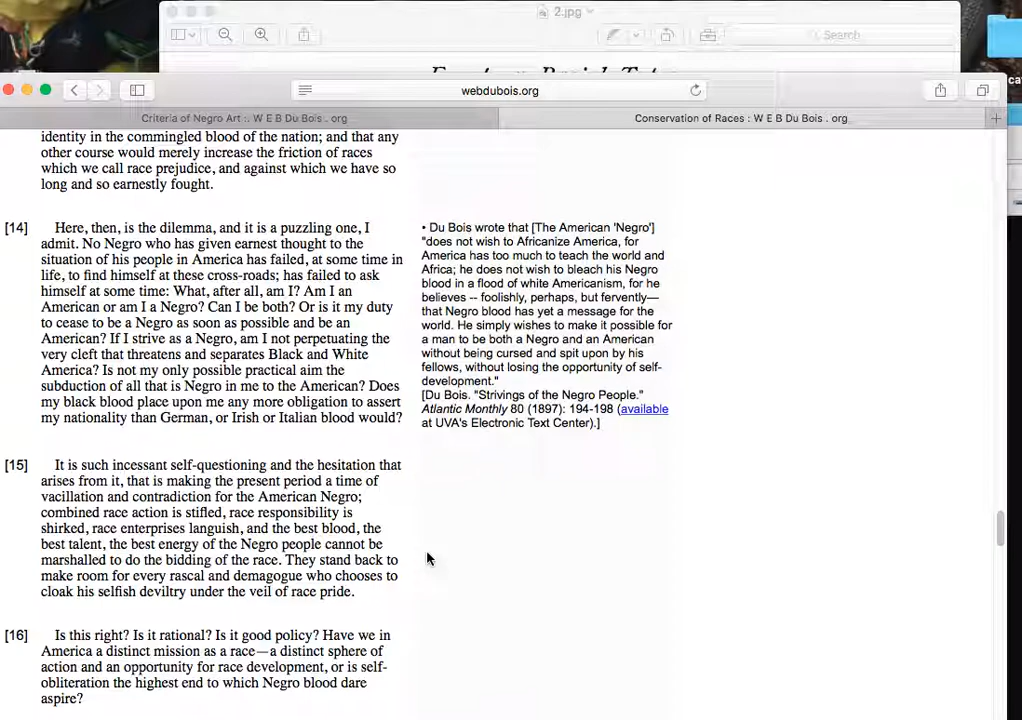 2.jpg
Search
webdubois.org
Criteria of Negro Art :. W E B Du Bois . org
Conservation of Races : W E B Du Bois . org
identity in the commingled blood of the nation; and that any
other course would merely increase the friction of races
which we call race prejudice, and against which we have so
long and so earnestly fought.
[14] Here, then, is the dilemma, and it is a puzzling one, I
admit. No Negro who has given earnest thought to the
situation of his people in America has failed, at some time in
life, to find himself at these cross-roads; has failed to ask
himself at some time: What, after all, am I? Am I an
American or am I a Negro? Can I be both? Or is it my duty
to cease to be a Negro as soon as possible and be an
American? If I strive as a Negro, am I not perpetuating the
very cleft that threatens and separates Black and White
America? Is not my only possible practical aim the
subduction of all that is Negro in me to the American? Does
my black blood place upon me any more obligation to assert
my nationality than German, or Irish or Italian blood would?
• Du Bois wrote that [The American 'Negro']
"does not wish to Africanize America, for
America has too much to teach the world and
Africa; he does not wish to bleach his Negro
blood in a flood of white Americanism, for he
believes -- foolishly, perhaps, but fervently—
that Negro blood has yet a message for the
world. He simply wishes to make it possible for
a man to be both a Negro and an American
without being cursed and spit upon by his
fellows, without losing the opportunity of self-
development."
[Du Bois. "Strivings of the Negro People."
Atlantic Monthly 80 (1897): 194-198 (available
at UVA's Electronic Text Center).]
[15] It is such incessant self-questioning and the hesitation that
arises from it, that is making the present period a time of
vacillation and contradiction for the American Negro;
combined race action is stifled, race responsibility is
shirked, race enterprises languish, and the best blood, the
best talent, the best energy of the Negro people cannot be
marshalled to do the bidding of the race. They stand back to
make room for every rascal and demagogue who chooses to
cloak his selfish deviltry under the veil of race pride.
[16] Is this right? Is it rational? Is it good policy? Have we in
America a distinct mission as a race—a distinct sphere of
action and an opportunity for race development, or is self-
obliteration the highest end to which Negro blood dare
aspire?